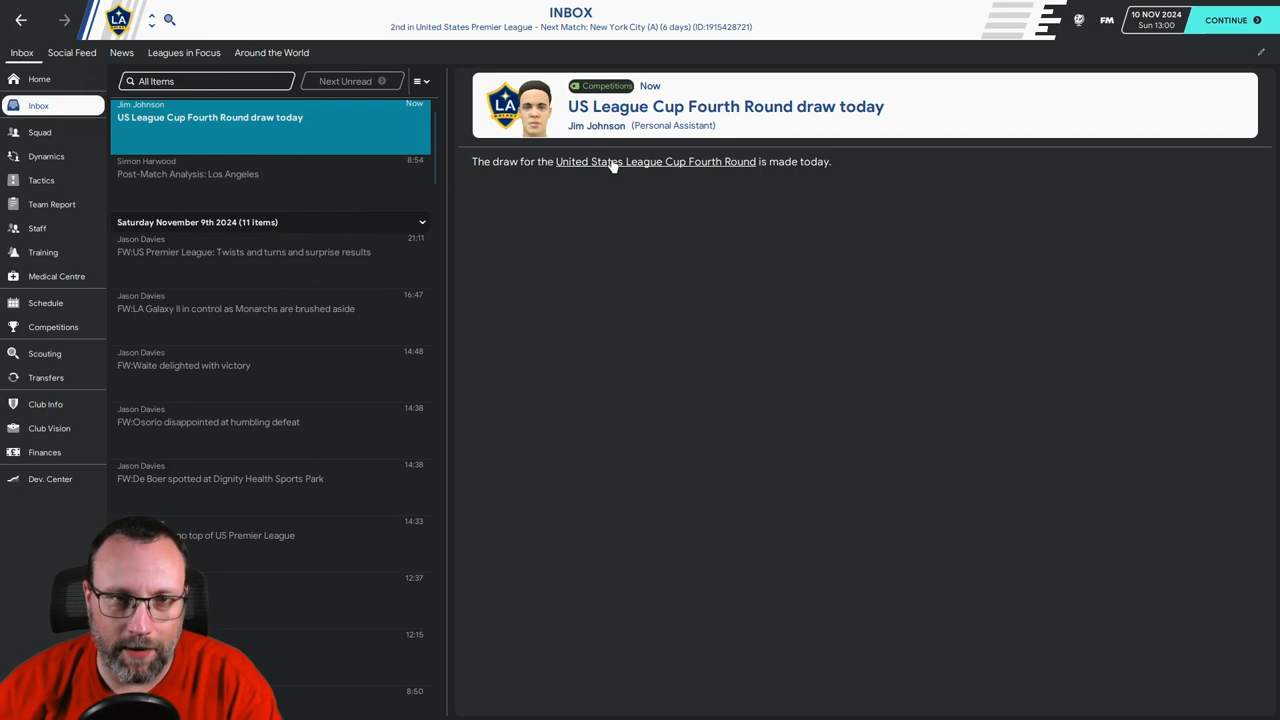 INBOX
2nd in United States Premier League - Next Match: New York City (A) (6 days) (ID:1915428721)
FM
10 NOV 2024
Sun 13:00
CONTINUE
Inbox
Social Feed
News
Leagues in Focus
Around the World
Home
Inbox
Squad
Dynamics
Tactics
Team Report
Staff
Training
Medical Centre
Schedule
Competitions
Scouting
Transfers
Club Info
Club Vision
Finances
Dev. Center
All Items
Next Unread
Jim Johnson
Now
US League Cup Fourth Round draw today
Simon Harwood
8:54
Post-Match Analysis: Los Angeles
Saturday November 9th 2024 (11 items)
Jason Davies
21:11
FW:US Premier League: Twists and turns and surprise results
Jason Davies
16:47
FW:LA Galaxy II in control as Monarchs are brushed aside
Jason Davies
14:48
FW:Waite delighted with victory
Jason Davies
14:38
FW:Osorio disappointed at humbling defeat
Jason Davies
14:38
FW:De Boer spotted at Dignity Health Sports Park
14:33
go top of US Premier League
12:37
12:15
8:50
LA
Competitions
Now
US League Cup Fourth Round draw today
Jim Johnson (Personal Assistant)
The draw for the United States League Cup Fourth Round is made today.